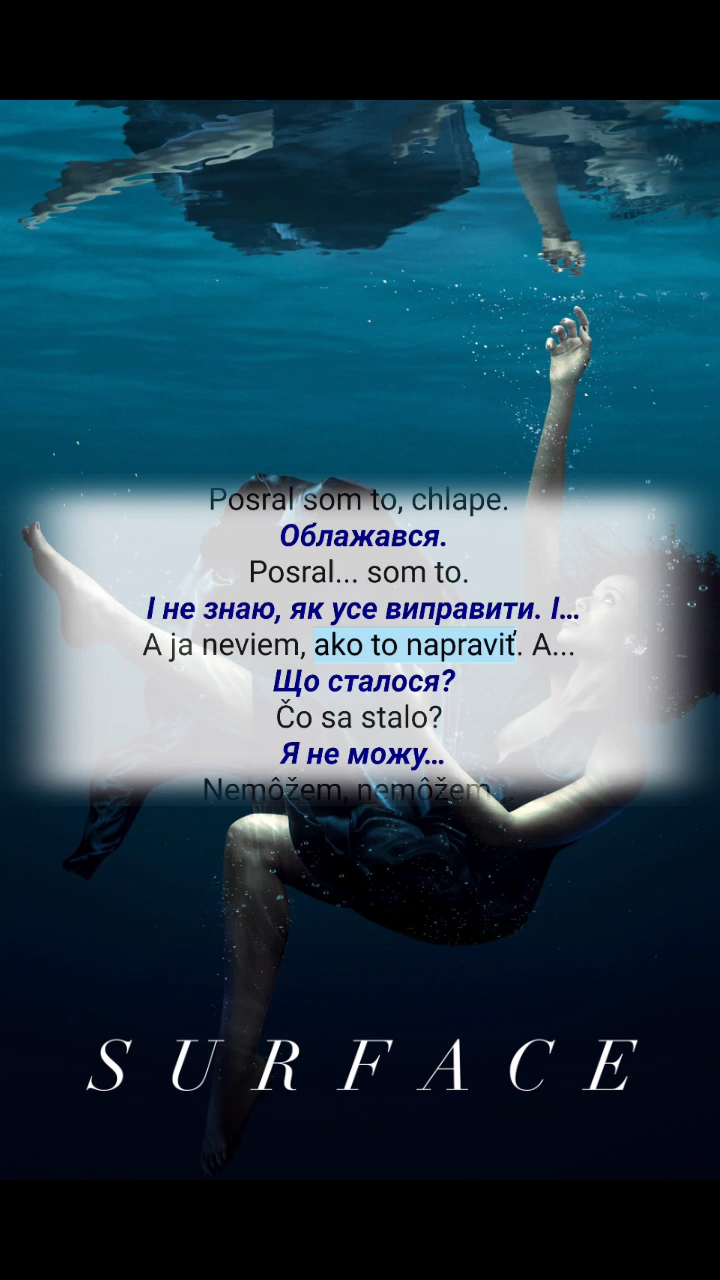 Posral som to, chlape.
Облажався.
Posral... som to.
І не знаю, як усе виправити. І...
A ja neviem, ako to napraviť. A...
Що сталося?
Čo sa stalo?
Я не можу...
Nemôžem, nemôžem...
SURFACE